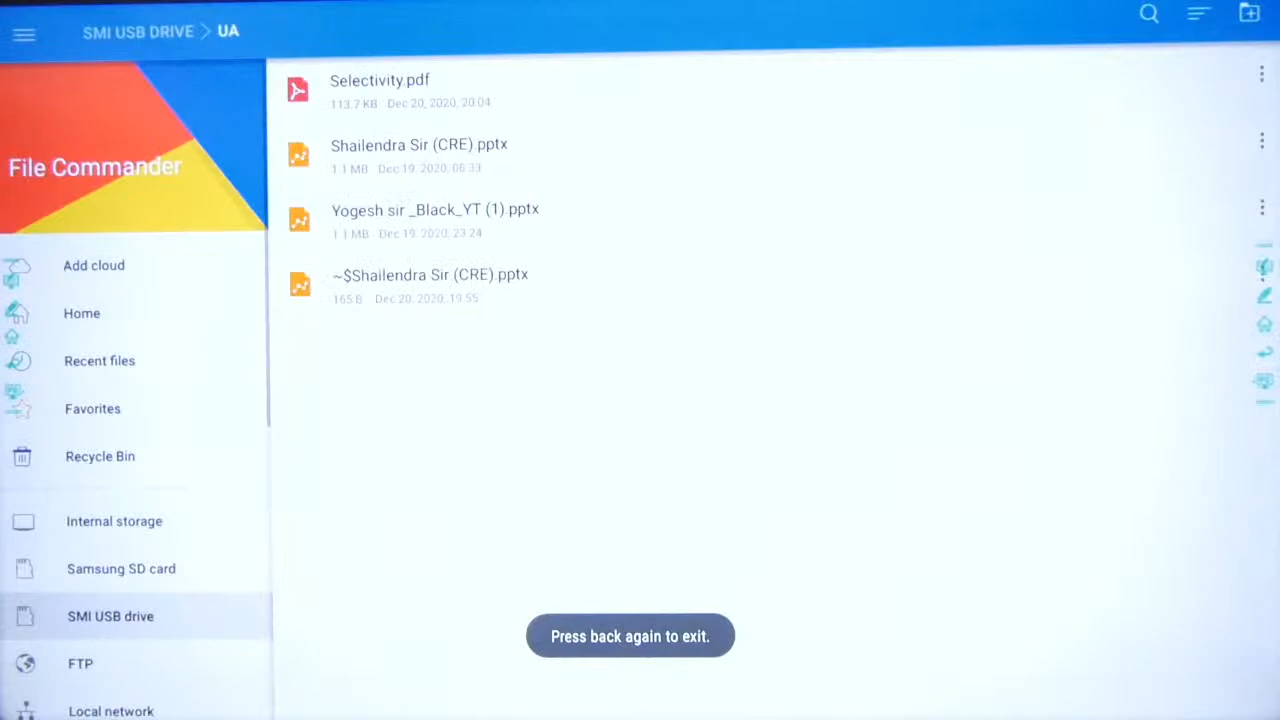 SMI USB DRIVE > UA
File Commander
Add cloud
Home
Recent files
Favorites
Recycle Bin
Internal storage
Samsung SD card
SMI USB drive
FTP
Local network
Selectivity.pdf
113.7 KB Dec 20, 2020, 20:04
Shailendra Sir (CRE).pptx
1.1 MB Dec 19, 2020, 06:33
Yogesh sir _Black_YT (1).pptx
1.1 MB Dec 19, 2020, 23:24
~$Shailendra Sir (CRE).pptx
165 B Dec 20, 2020, 19:55
Press back again to exit.